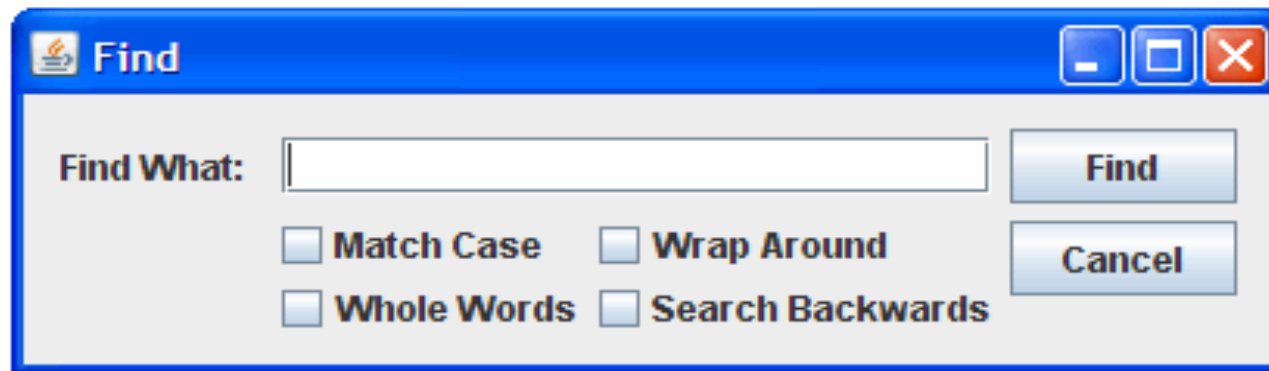 Find
Find What:
Find
Match Case
Wrap Around
Cancel
Whole Words
Search Backwards